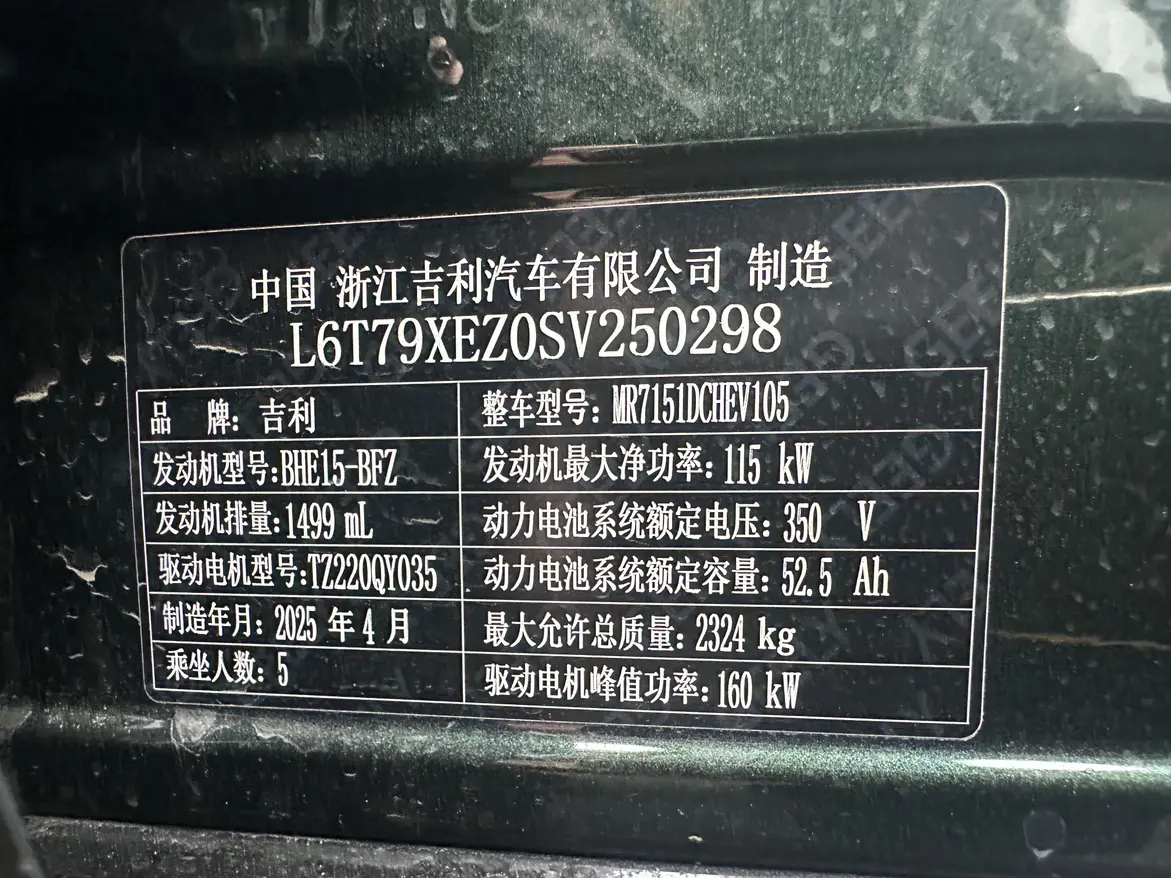 中国 浙江吉利汽车有限公司 制造
L6T79XEZ0SV250298
品 牌: 吉利 整车型号: MR7151DCHEV105
发动机型号:BHE15-BFZ 发动机最大净功率: 115 kW
发动机排量:1499 mL 动力电池系统额定电压: 350 V
驱动电机型号:TZ220QY035 动力电池系统额定容量: 52.5 Ah
制造年月: 2025 年 4 月 最大允许总质量: 2324 kg
乘坐人数: 5 驱动电机峰值功率: 160 kW